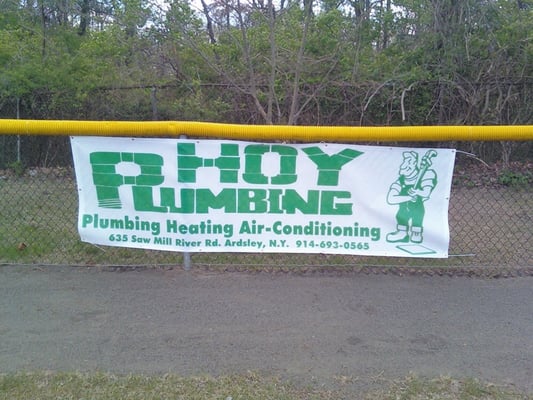 HOY
PLUMBING
Plumbing Heating Air-Conditioning
635 Saw Mill River Rd. Ardsley, N.Y. 914-693-0565